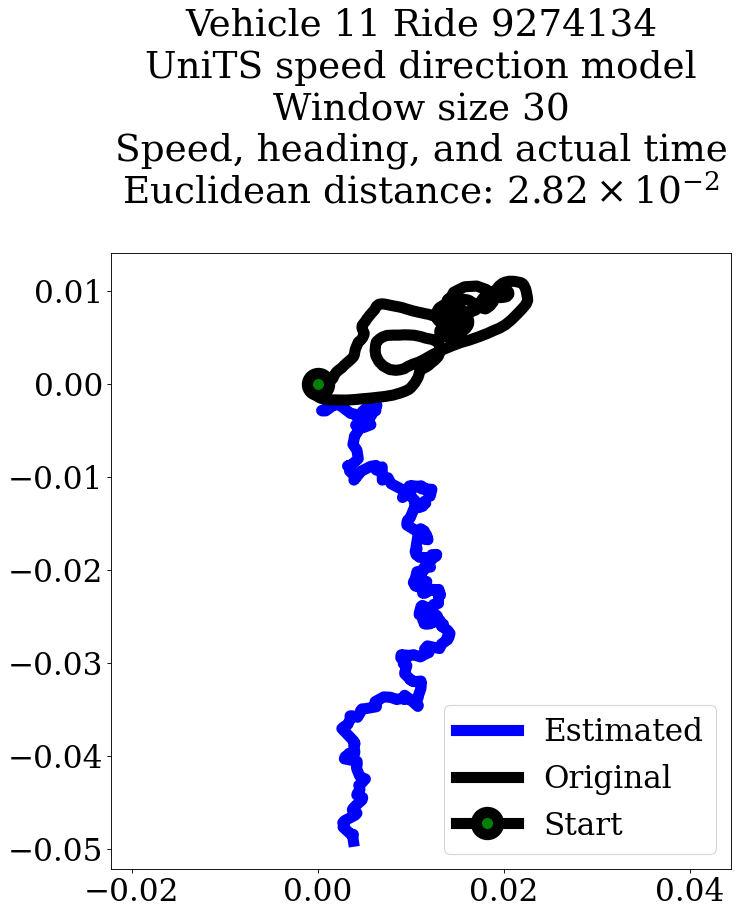 Vehicle 11 Ride 9274134
UniTS speed direction model
Window size 30
Speed, heading, and actual time
Euclidean distance: 2.82 × 10⁻²
0.01
0.00
−0.01
−0.02
−0.03
−0.04
−0.05
Estimated
Original
Start
−0.02 0.00 0.02 0.04